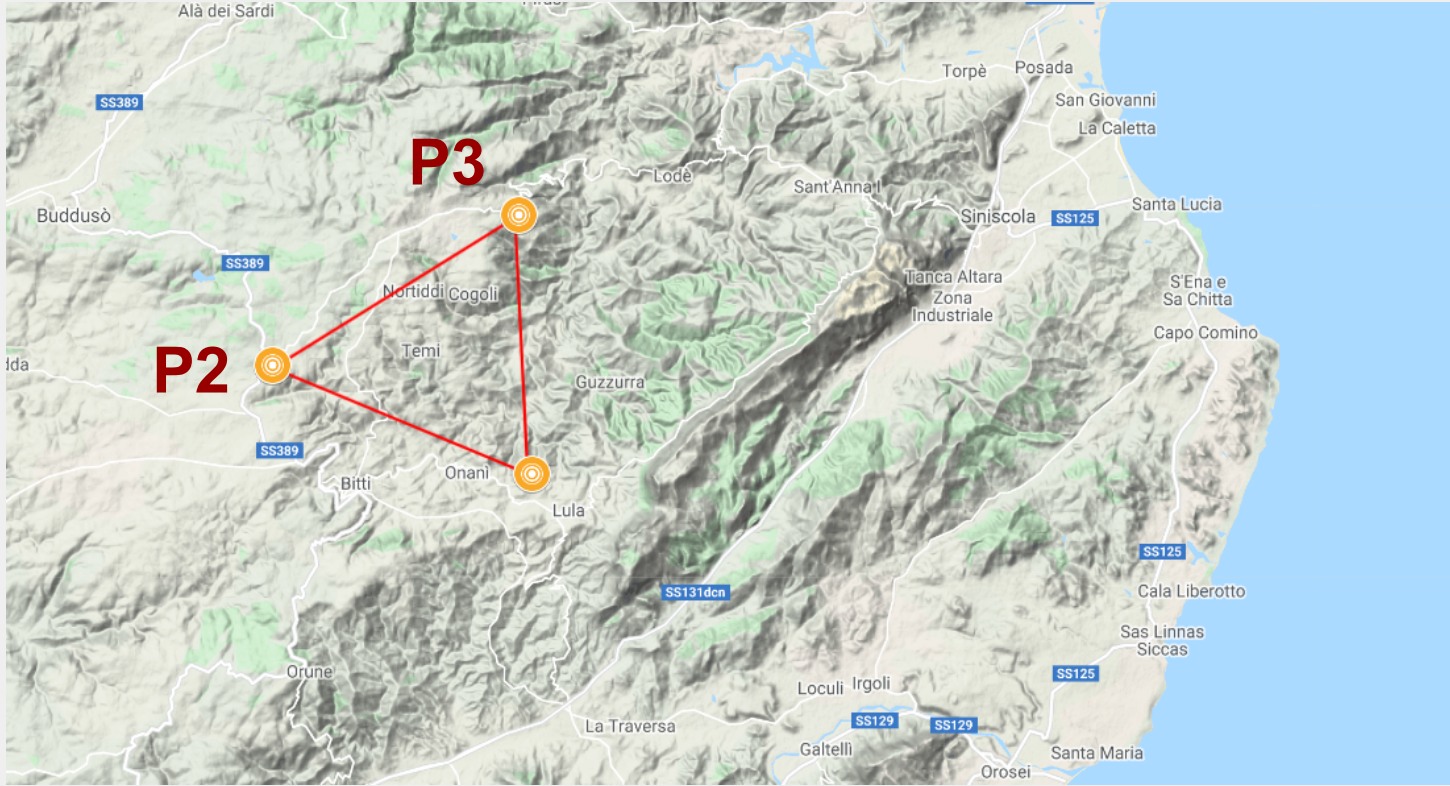 Alà dei Sardi
SS389
Torpè
Posada
San Giovanni
La Caletta
P3
Lodè
Sant'Anna
Buddusò
Siniscola
SS125
Santa Lucia
SS389
Tanca Altara
Zona
Industriale
S'Ena e
Sa Chitta
Nortiddi
Cogoli
Capo Comino
Temi
P2
dda
Guzzurra
SS389
Bitti
Onanì
Lula
SS125
SS131dcn
Cala Liberotto
Sas Linnas
Siccas
Orune
SS125
Loculi
Irgoli
SS129
SS129
La Traversa
Galtellì
Santa Maria
Orosei